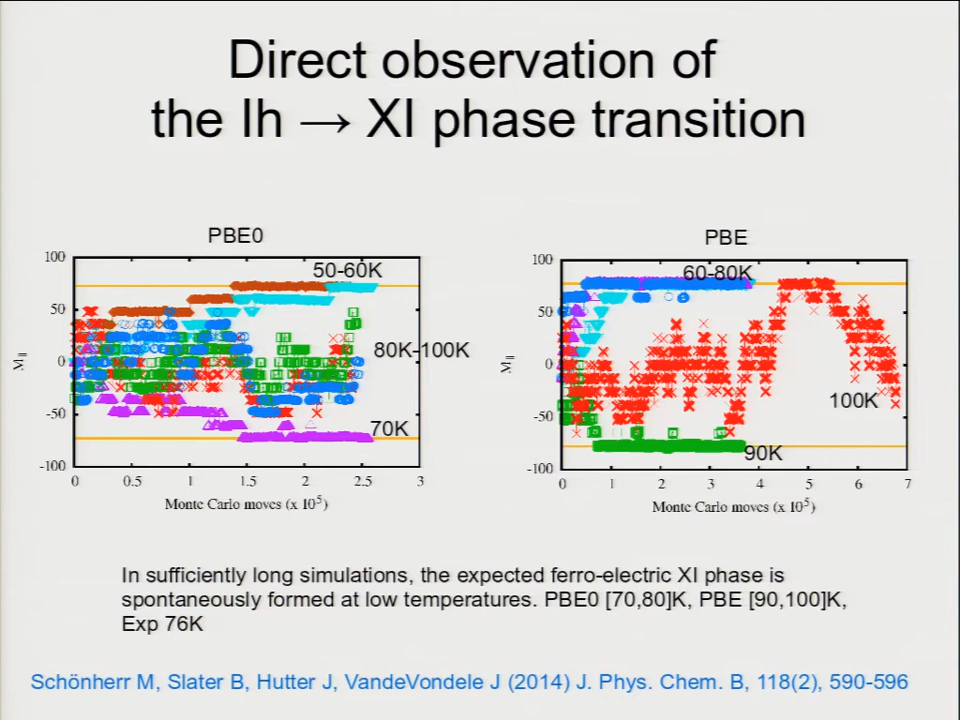 Direct observation of
the Ih → XI phase transition
PBE0
100
50
0
-50
-100
M||
50-60K
80K-100K
70K
0 0.5 1 1.5 2 2.5 3
Monte Carlo moves (x 10^5)
PBE
100
50
0
-50
-100
M||
60-80K
100K
90K
0 1 2 3 4 5 6 7
Monte Carlo moves (x 10^5)
In sufficiently long simulations, the expected ferro-electric XI phase is
spontaneously formed at low temperatures. PBE0 [70,80]K, PBE [90,100]K,
Exp 76K
Schönherr M, Slater B, Hutter J, VandeVondele J (2014) J. Phys. Chem. B, 118(2), 590-596